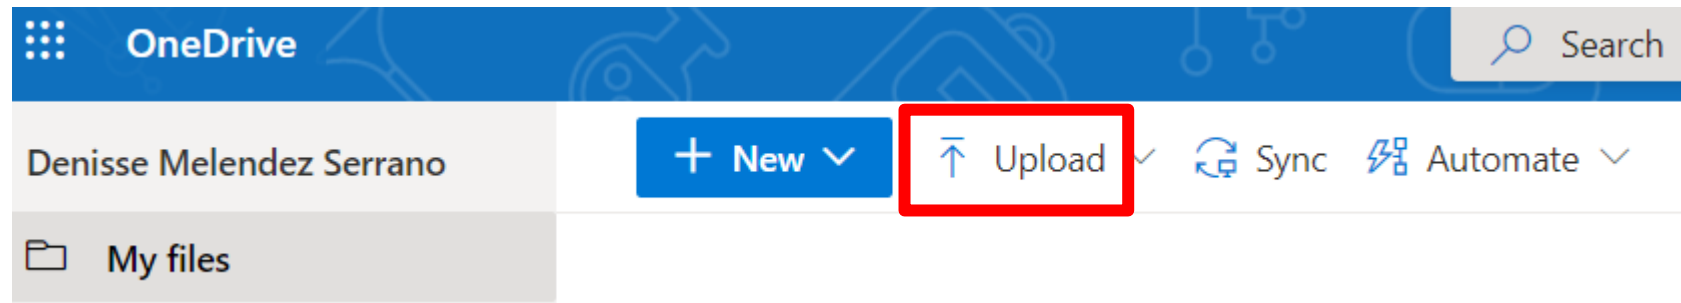 OneDrive
Search
Denisse Melendez Serrano
New
Upload
Sync
Automate
My files